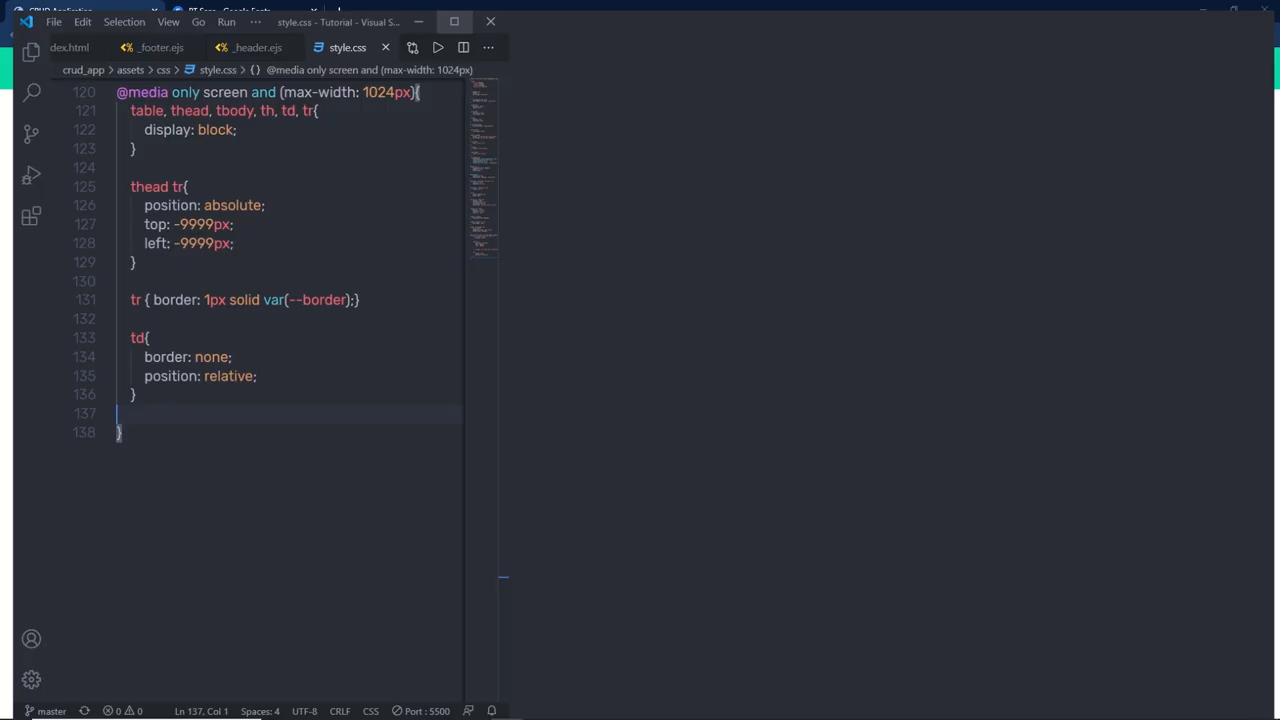 CRUD Application
File Edit Selection View Go Run ··· style.css - Tutorial - Visual S...
dex.html _footer.ejs _header.ejs style.css
crud_app > assets > css > style.css > {} @media only screen and (max-width: 1024px)
120 @media only screen and (max-width: 1024px){
121 table, thead, tbody, th, td, tr{
122 display: block;
123 }
124
125 thead tr{
126 position: absolute;
127 top: -9999px;
128 left: -9999px;
129 }
130
131 tr { border: 1px solid var(--border);}
132
133 td{
134 border: none;
135 position: relative;
136 }
137
138 }
master 0 0 Ln 137, Col 1 Spaces: 4 UTF-8 CRLF CSS Port : 5500